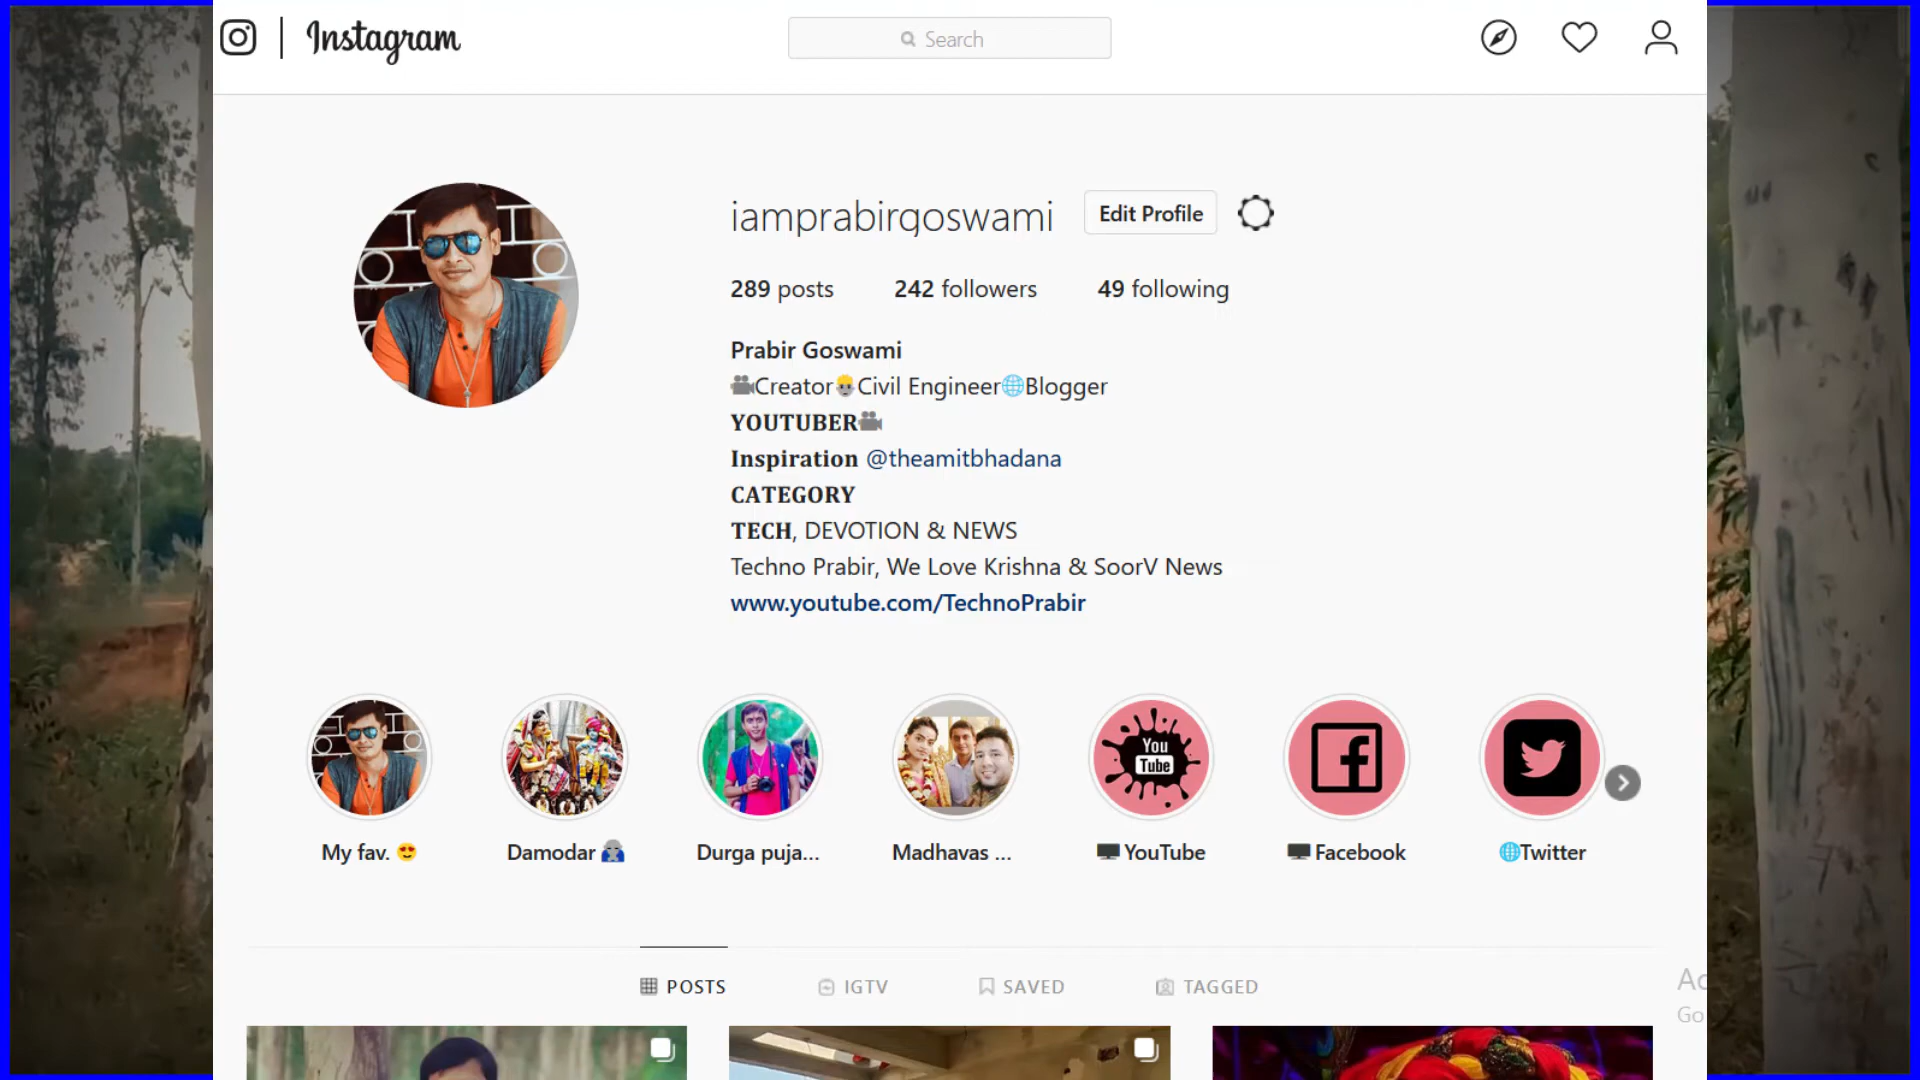 Instagram
Search
iamprabirgoswami
Edit Profile
289 posts 242 followers 49 following
Prabir Goswami
🎥Creator👷Civil Engineer🌐Blogger
YOUTUBER🎥
Inspiration @theamitbhadana
CATEGORY
TECH, DEVOTION & NEWS
Techno Prabir, We Love Krishna & SoorV News
www.youtube.com/TechnoPrabir
You
Tube
My fav. 😍 Damodar Durga puja... Madhavas ... 🖥YouTube 🖥Facebook 🌐Twitter
POSTS IGTV SAVED TAGGED
Ac
Go